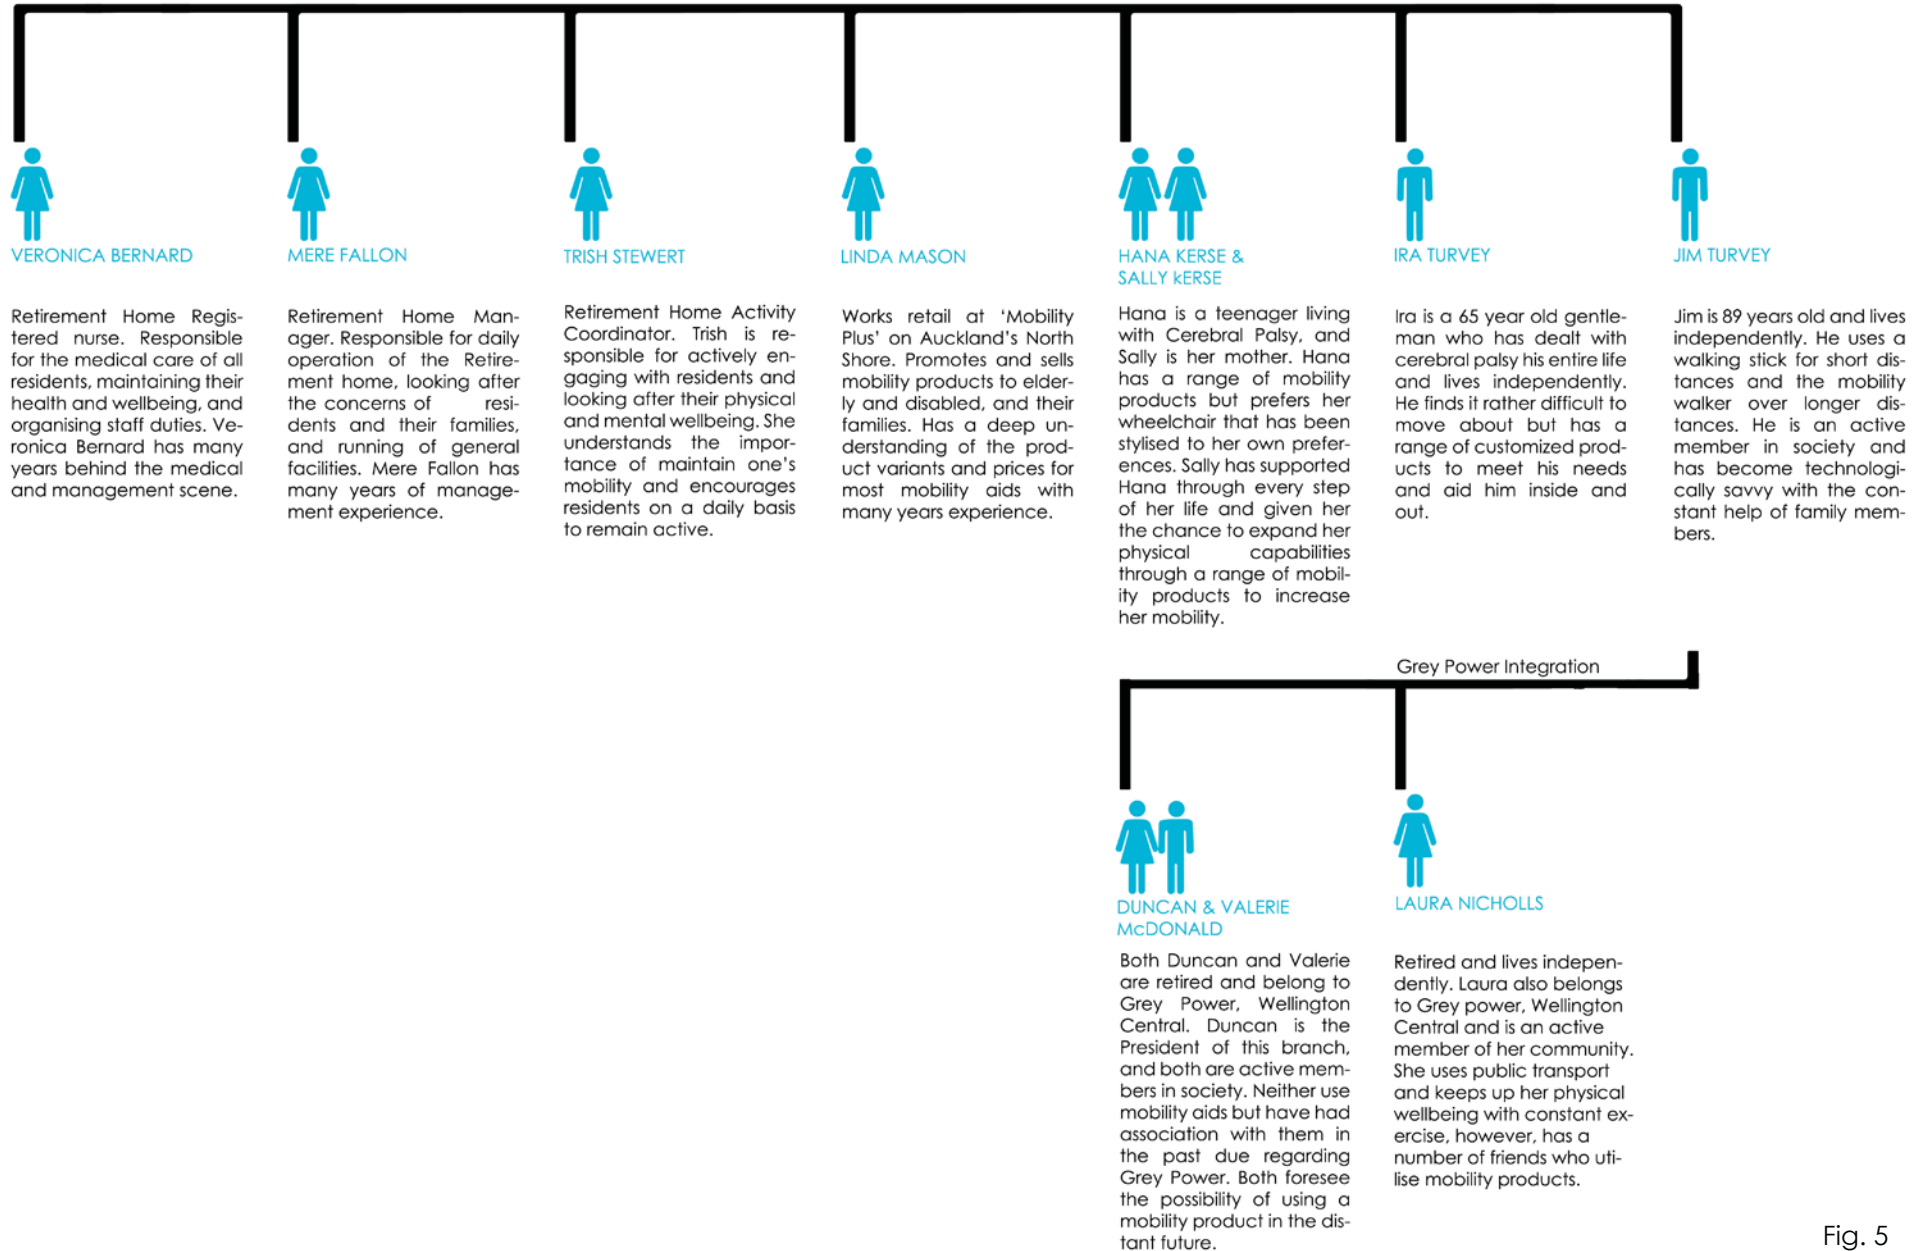 VERONICA BERNARD
Retirement Home Regis-
tered nurse. Responsible
for the medical care of all
residents, maintaining their
health and wellbeing, and
organising staff duties. Ve-
ronica Bernard has many
years behind the medical
and management scene.
MERE FALLON
Retirement Home Man-
ager. Responsible for daily
operation of the Retire-
ment home, looking after
the concerns of resi-
dents and their families,
and running of general
facilities. Mere Fallon has
many years of manage-
ment experience.
TRISH STEWERT
Retirement Home Activity
Coordinator. Trish is re-
sponsible for actively en-
gaging with residents and
looking after their physical
and mental wellbeing. She
understands the impor-
tance of maintain one's
mobility and encourages
residents on a daily basis
to remain active.
LINDA MASON
Works retail at ‘Mobility
Plus’ on Auckland's North
Shore. Promotes and sells
mobility products to elder-
ly and disabled, and their
families. Has a deep un-
derstanding of the prod-
uct variants and prices for
most mobility aids with
many years experience.
HANA KERSE &
SALLY kERSE
Hana is a teenager living
with Cerebral Palsy, and
Sally is her mother. Hana
has a range of mobility
products but prefers her
wheelchair that has been
stylised to her own prefer-
ences. Sally has supported
Hana through every step
of her life and given her
the chance to expand her
physical capabilities
through a range of mobil-
ity products to increase
her mobility.
IRA TURVEY
Ira is a 65 year old gentle-
man who has dealt with
cerebral palsy his entire life
and lives independently.
He finds it rather difficult to
move about but has a
range of customized prod-
ucts to meet his needs
and aid him inside and
out.
JIM TURVEY
Jim is 89 years old and lives
independently. He uses a
walking stick for short dis-
tances and the mobility
walker over longer dis-
tances. He is an active
member in society and
has become technologi-
cally savvy with the con-
stant help of family mem-
bers.
Grey Power Integration
DUNCAN & VALERIE
McDONALD
Both Duncan and Valerie
are retired and belong to
Grey Power, Wellington
Central. Duncan is the
President of this branch,
and both are active mem-
bers in society. Neither use
mobility aids but have had
association with them in
the past due regarding
Grey Power. Both foresee
the possibility of using a
mobility product in the dis-
tant future.
LAURA NICHOLLS
Retired and lives indepen-
dently. Laura also belongs
to Grey power, Wellington
Central and is an active
member of her community.
She uses public transport
and keeps up her physical
wellbeing with constant ex-
ercise, however, has a
number of friends who uti-
lise mobility products.
Fig. 5